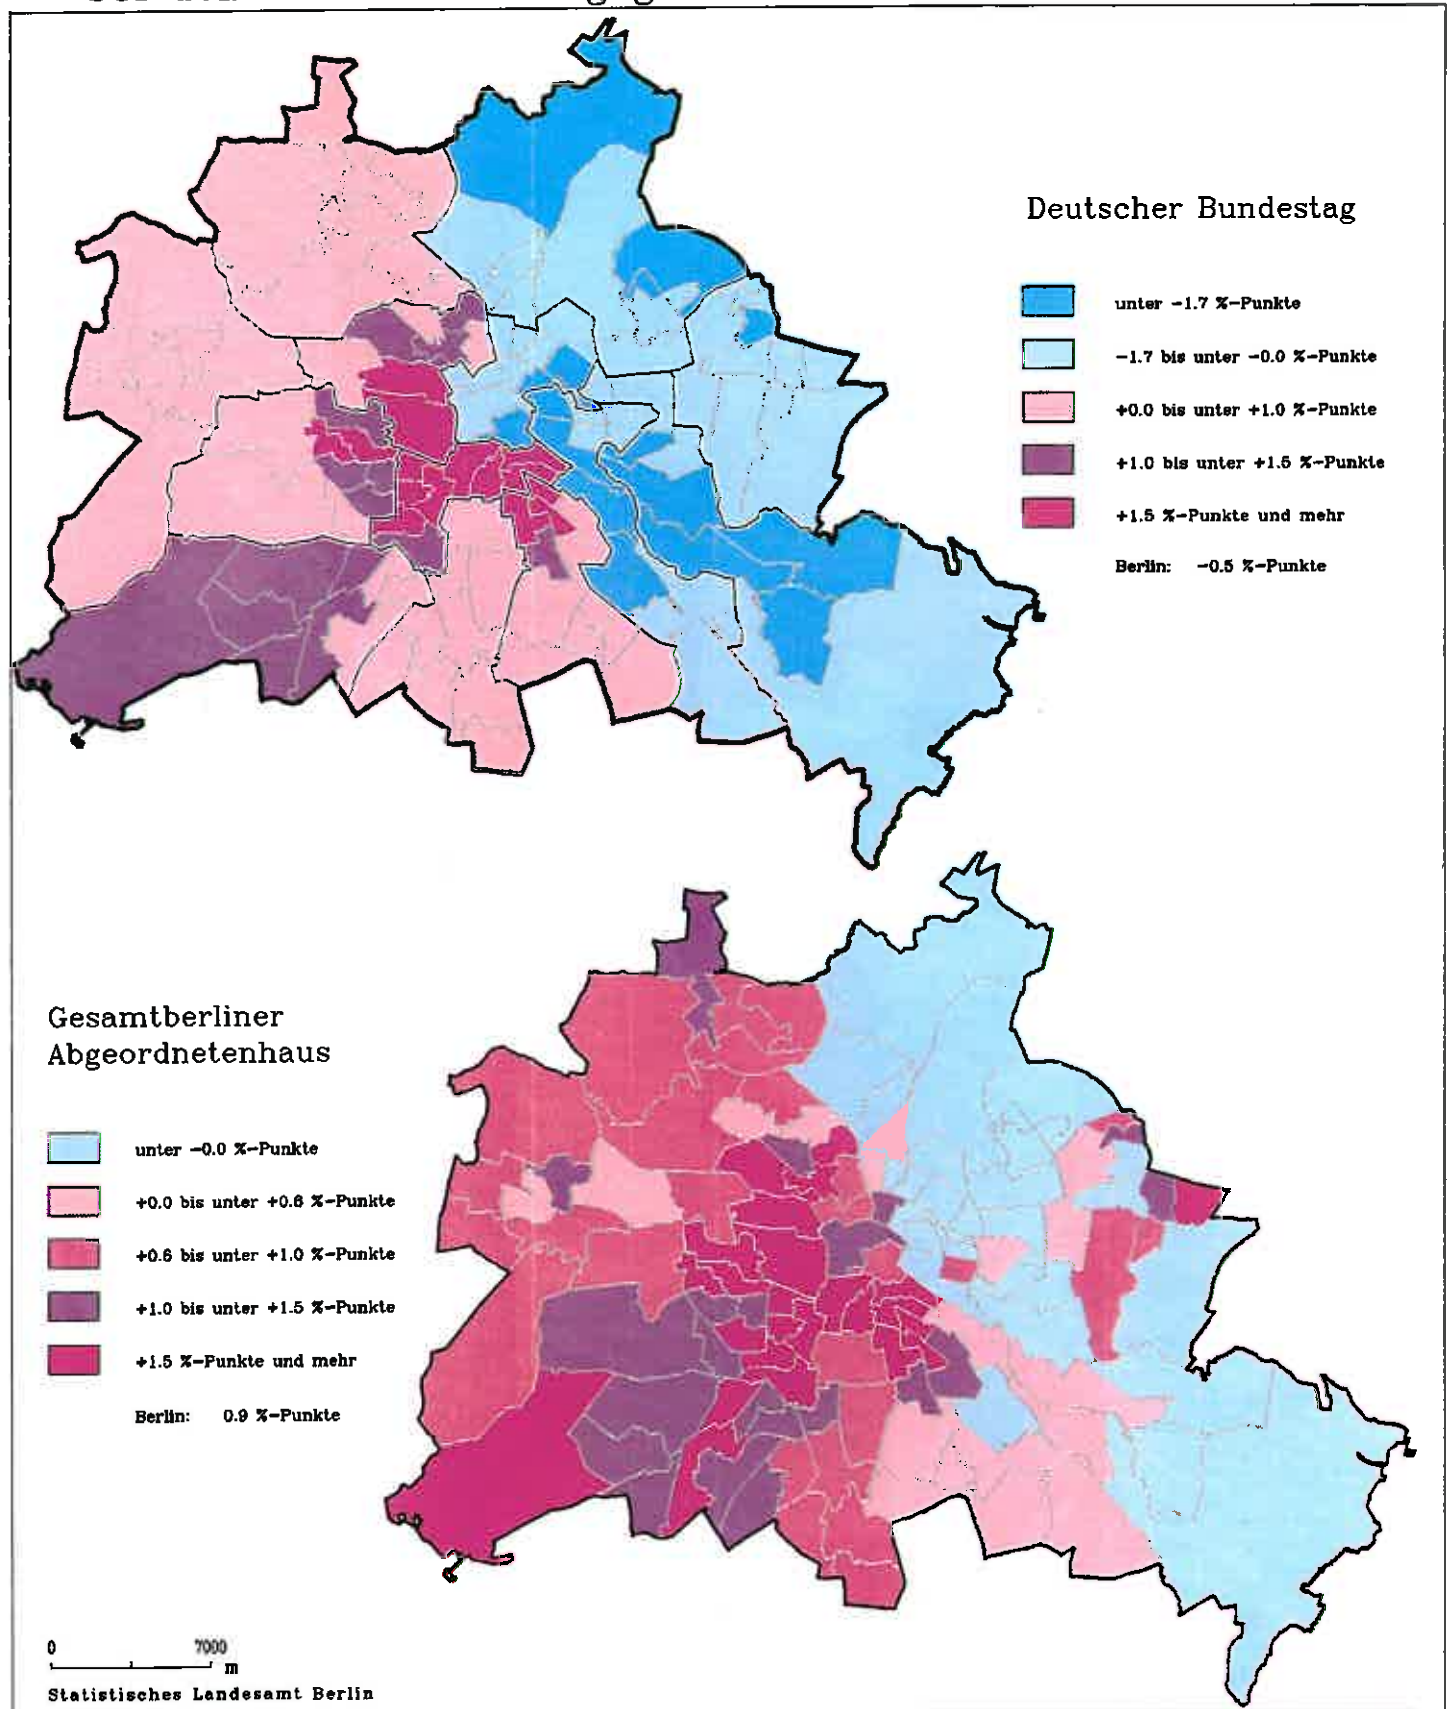 Deutscher Bundestag
unter -1.7 %-Punkte
-1.7 bis unter -0.0 %-Punkte
+0.0 bis unter +1.0 %-Punkte
+1.0 bis unter +1.5 %-Punkte
+1.5 %-Punkte und mehr
Berlin: -0.5 %-Punkte
Gesamtberliner
Abgeordnetenhaus
unter -0.0 %-Punkte
+0.0 bis unter +0.6 %-Punkte
+0.6 bis unter +1.0 %-Punkte
+1.0 bis unter +1.5 %-Punkte
+1.5 %-Punkte und mehr
Berlin: 0.9 %-Punkte
0 7000
m
Statistisches Landesamt Berlin